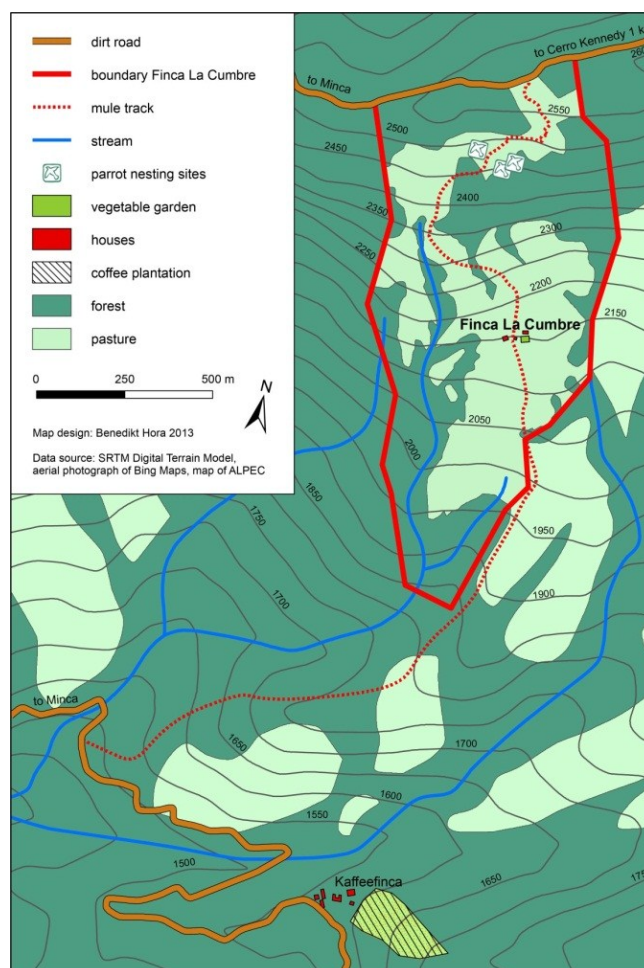 dirt road
boundary Finca La Cumbre
mule track
stream
parrot nesting sites
vegetable garden
houses
coffee plantation
forest
pasture
0 250 500 m
N
Map design: Benedikt Hora 2013
Data source: SRTM Digital Terrain Model,
aerial photograph of Bing Maps, map of ALPEC
to Cerro Kennedy 1 k
to Minca
2600
2550
2500
2450
2400
2350
2300
2250
2200
2150
Finca La Cumbre
2050
2000
1950
1900
1850
1800
1750
1700
to Minca
1700
1650
1600
1550
1500
Kaffeefinca
1650